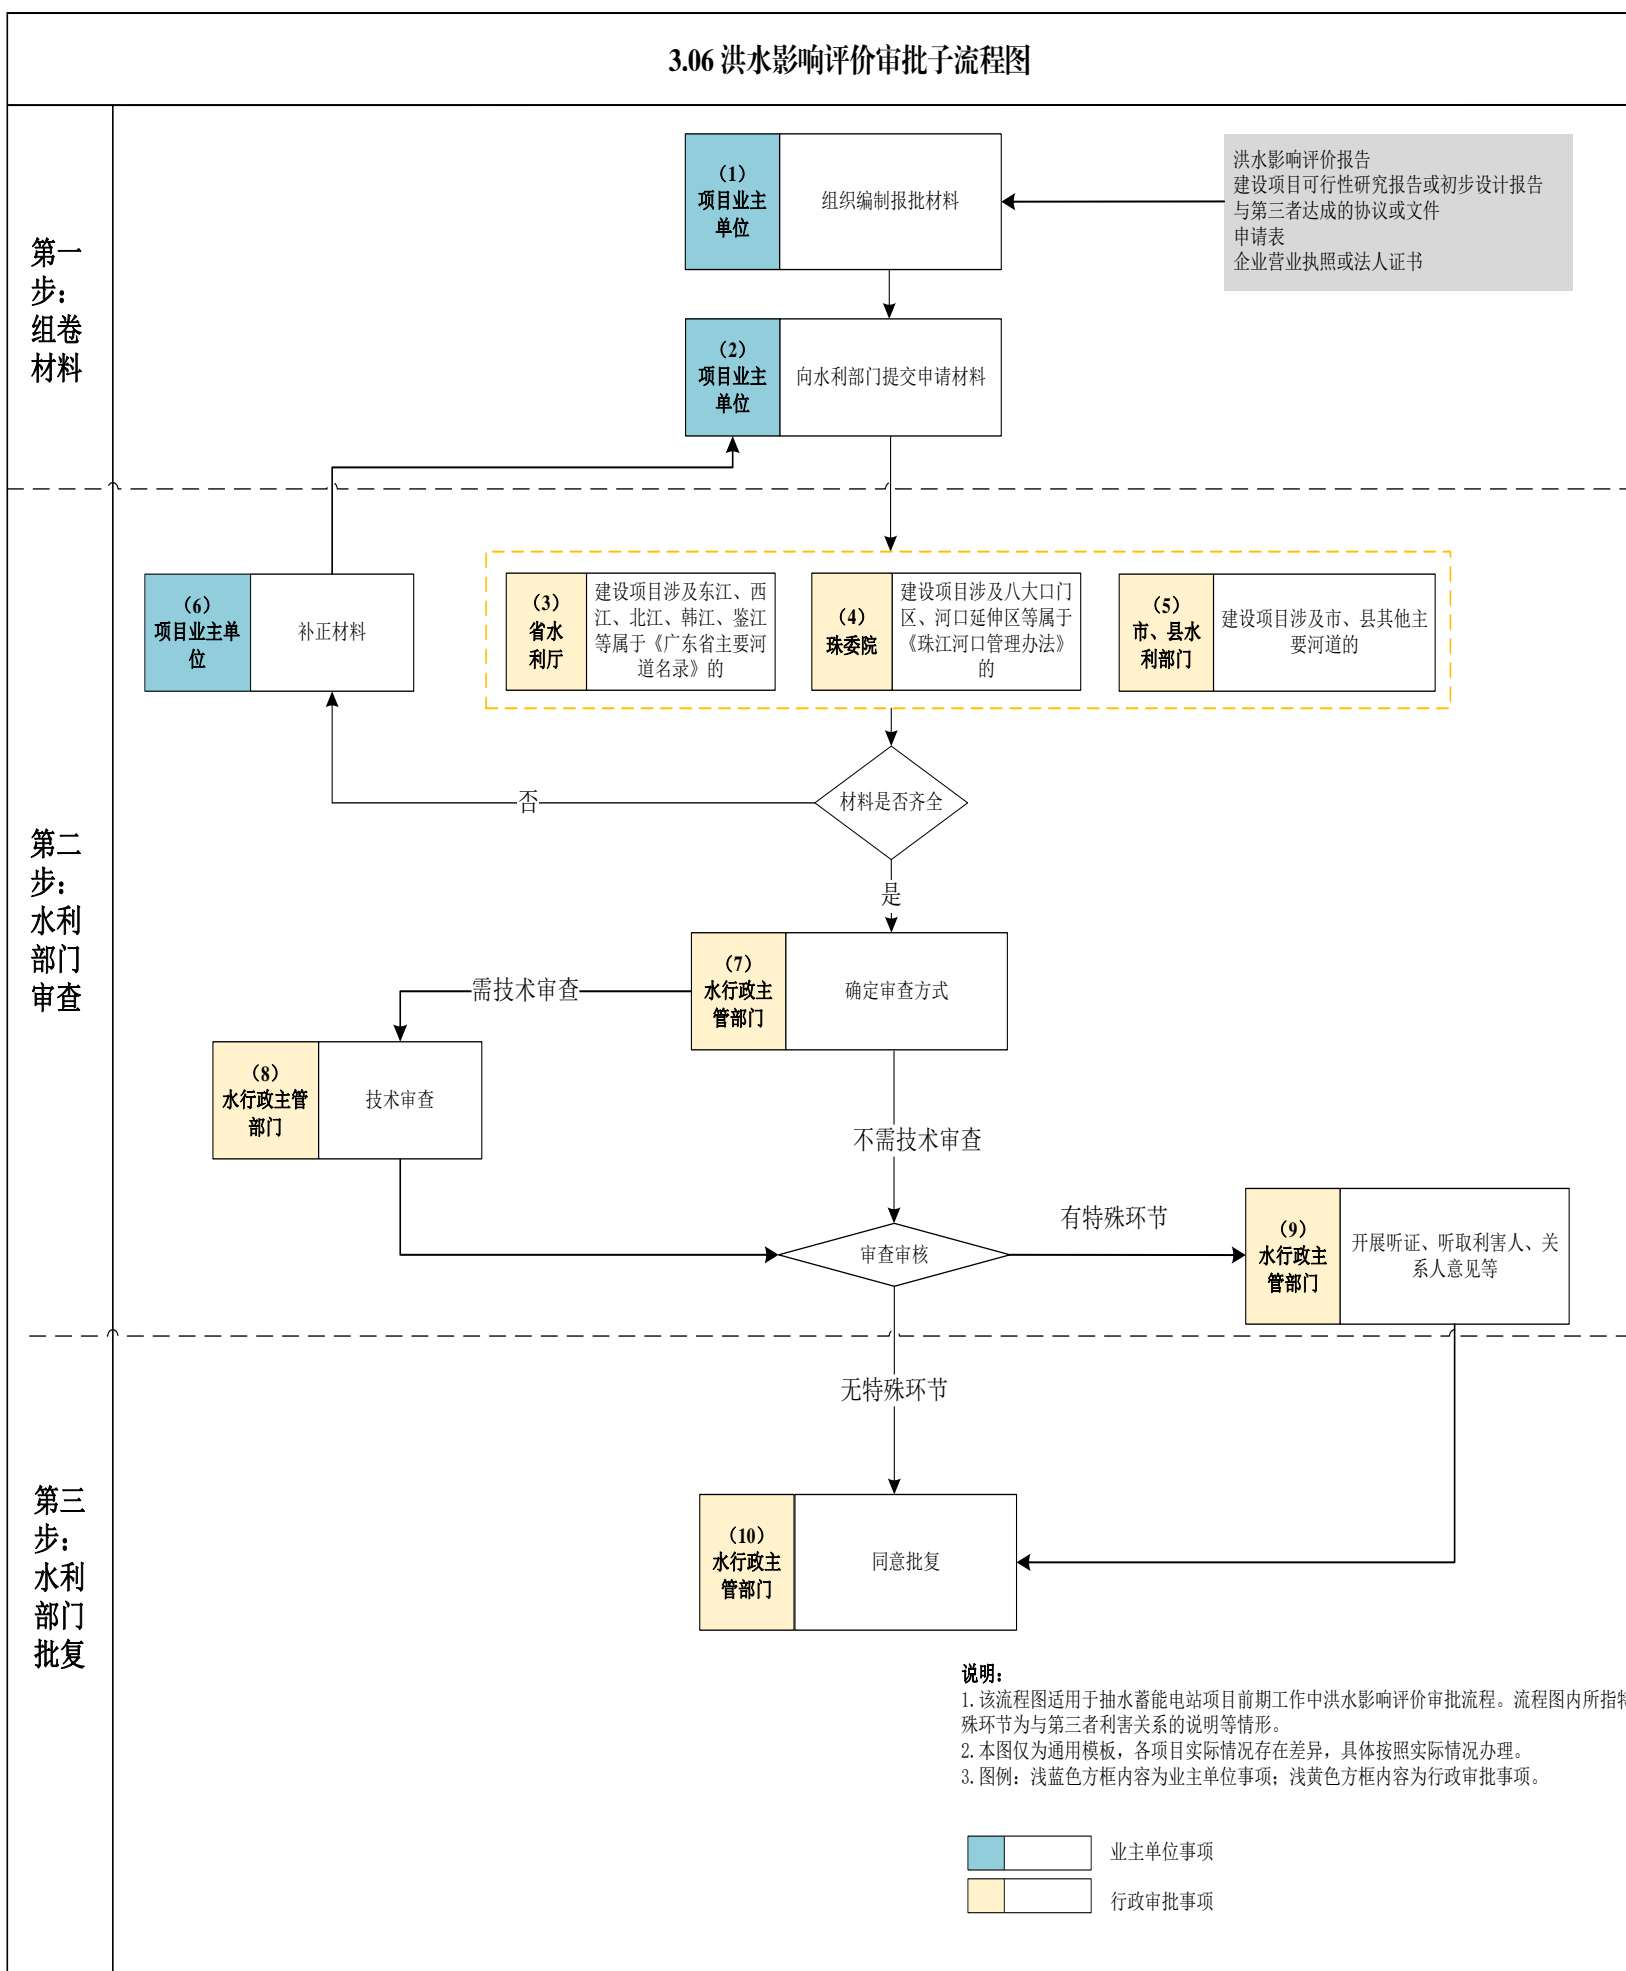 3.06 洪水影响评价审批子流程图
第一
步：
组卷
材料
（1）
项目业主
单位
组织编制报批材料
洪水影响评价报告
建设项目可行性研究报告或初步设计报告
与第三者达成的协议或文件
申请表
企业营业执照或法人证书
（2）
项目业主
单位
向水利部门提交申请材料
第二
步：
水利
部门
审查
（6）
项目业主单
位
补正材料
（3）
省水
利厅
建设项目涉及东江、西
江、北江、韩江、鉴江
等属于《广东省主要河
道名录》的
（4）
珠委院
建设项目涉及八大口门
区、河口延伸区等属于
《珠江河口管理办法》
的
（5）
市、县水
利部门
建设项目涉及市、县其他主
要河道的
材料是否齐全
否
是
（7）
水行政主
管部门
确定审查方式
需技术审查
（8）
水行政主管
部门
技术审查
不需技术审查
审查审核
有特殊环节
（9）
水行政主
管部门
开展听证、听取利害人、关
系人意见等
第三
步：
水利
部门
批复
无特殊环节
（10）
水行政主
管部门
同意批复
说明：
1. 该流程图适用于抽水蓄能电站项目前期工作中洪水影响评价审批流程。流程图内所指特
殊环节为与第三者利害关系的说明等情形。
2. 本图仅为通用模板，各项目实际情况存在差异，具体按照实际情况办理。
3. 图例：浅蓝色方框内容为业主单位事项；浅黄色方框内容为行政审批事项。
业主单位事项
行政审批事项